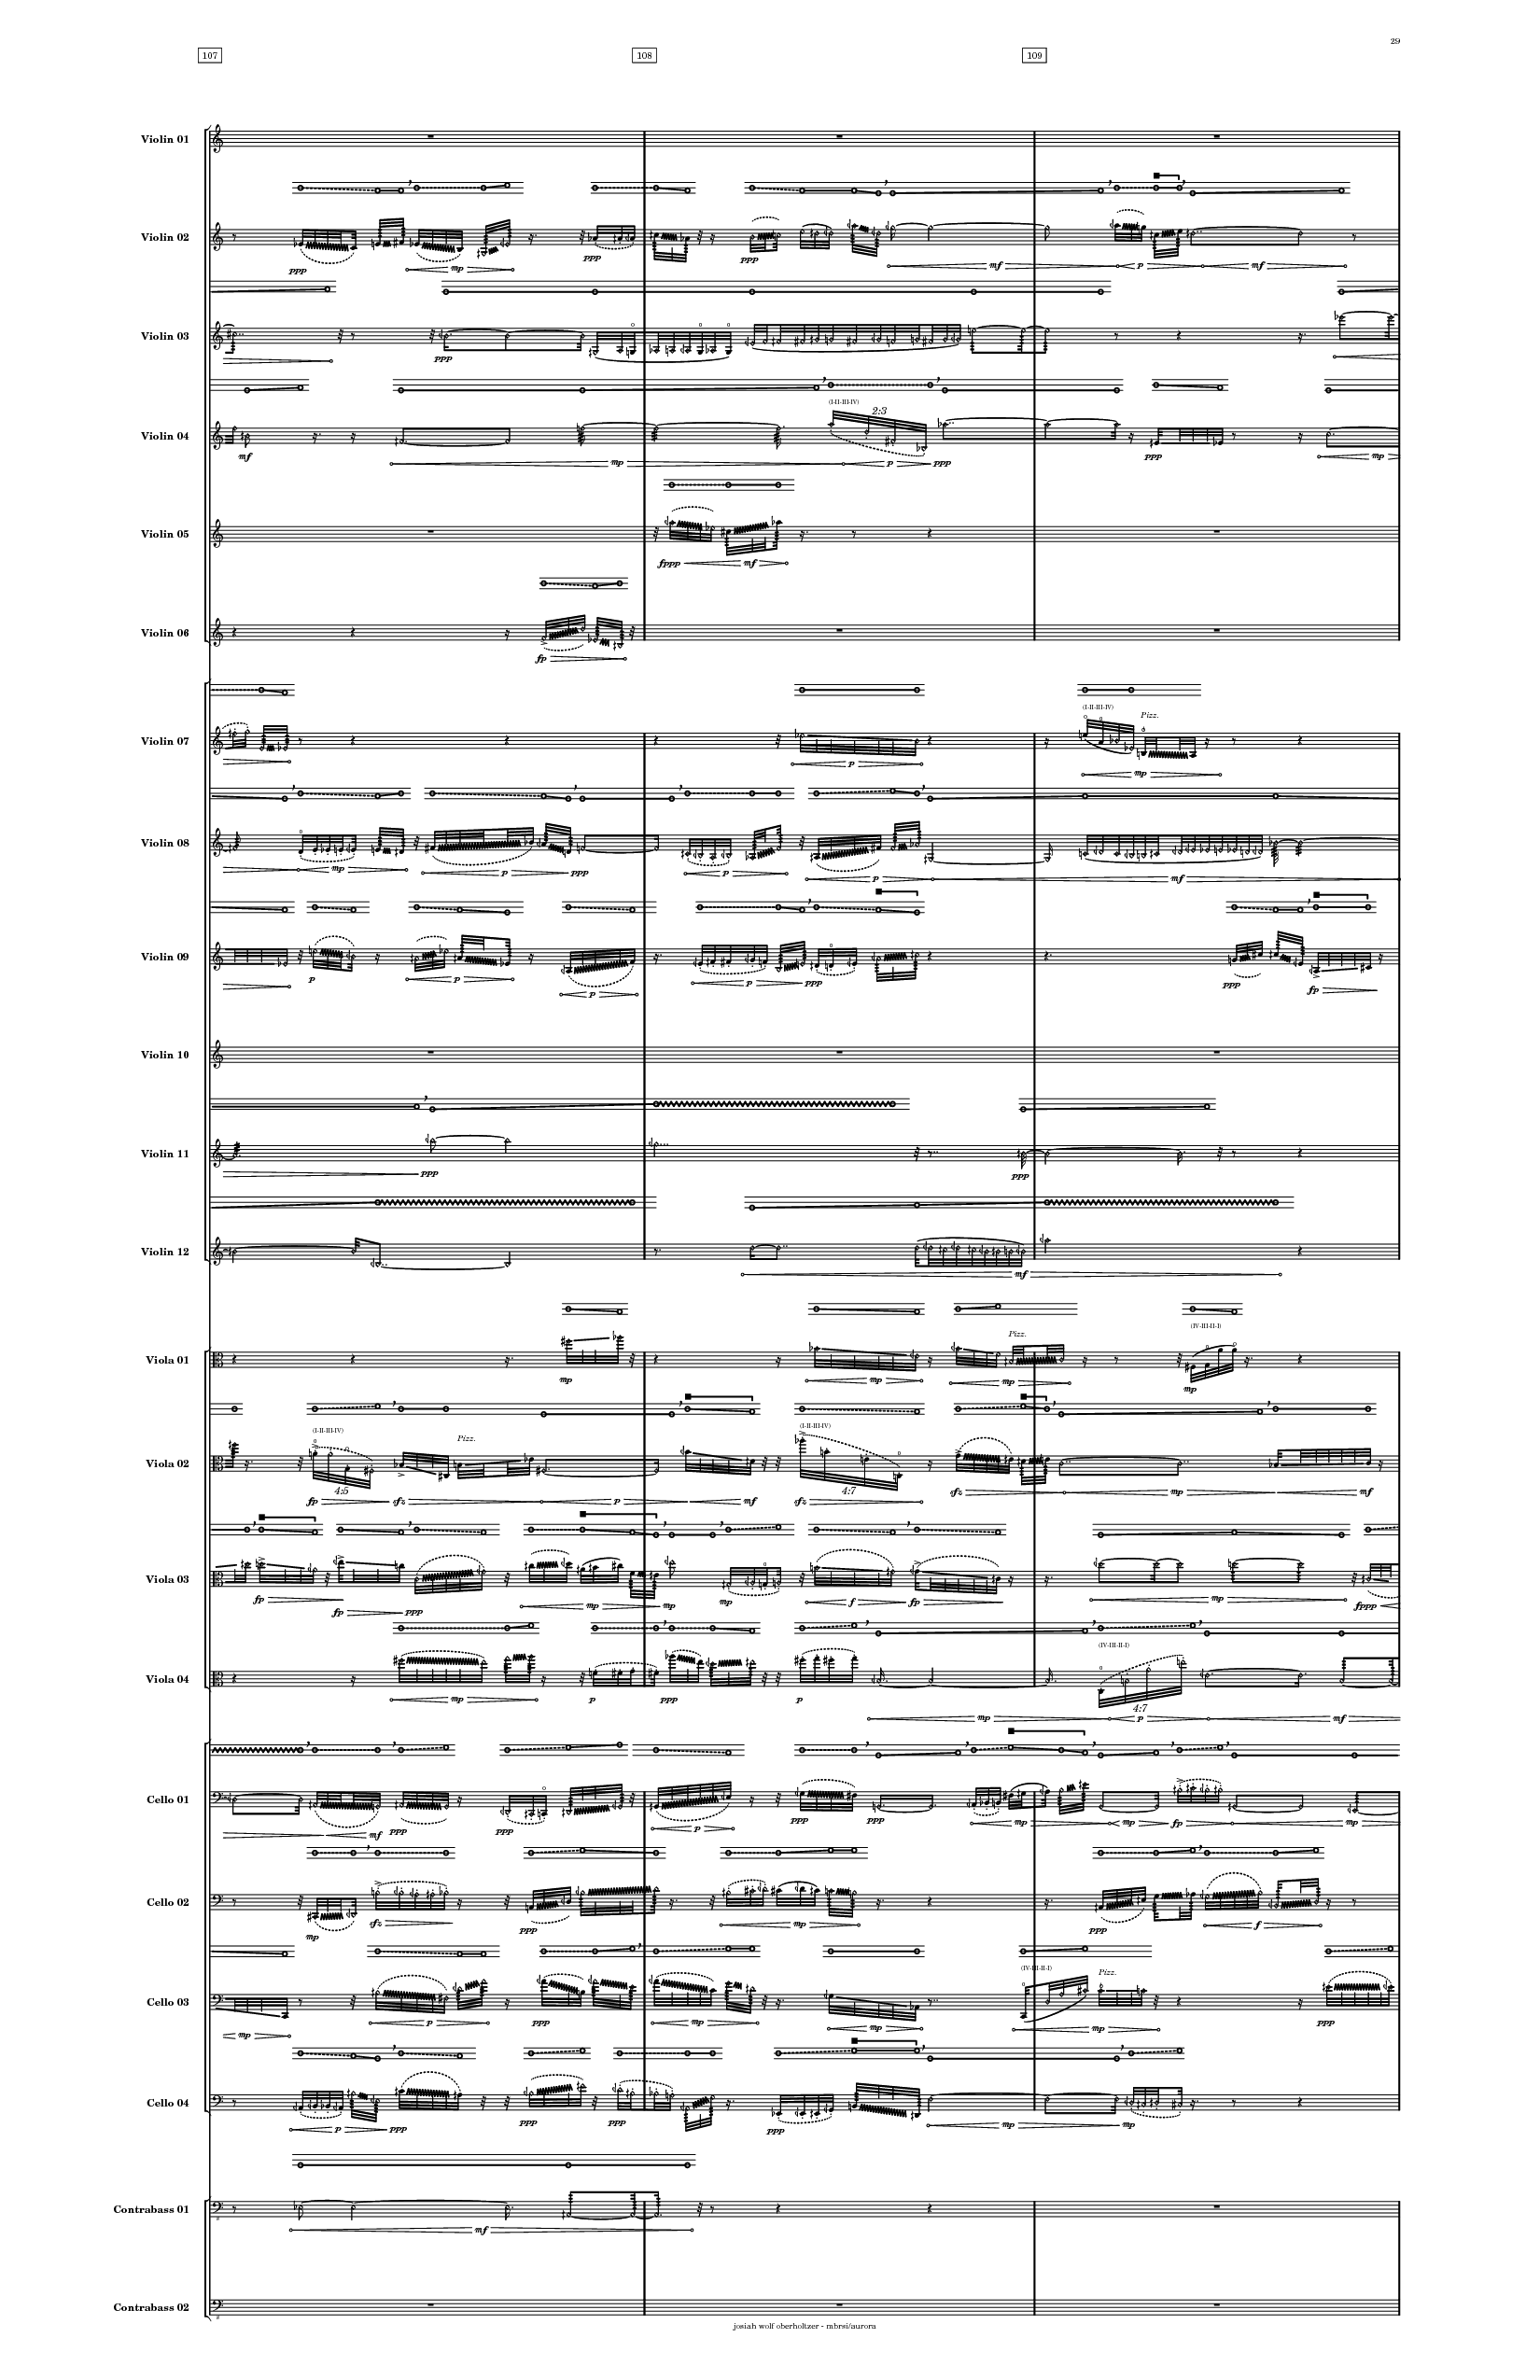 29
107 108 109
Violin 01
Violin 02
ppp mp ppp ppp mf p mf
Violin 03
ppp
(I-II-III-IV)
2:3
Violin 04
mf mp p ppp ppp mp
Violin 05
fppp mf
Violin 06
fp
(I-II-III-IV) Pizz.
Violin 07
p mp
Violin 08
mp p ppp p p mf
Violin 09
p p p p ppp ppp fp
Violin 10
Violin 11
ppp ppp
Violin 12
mf
(IV-III-II-I)
Pizz.
Viola 01
mp mp mp mp
(I-II-III-IV) Pizz. (I-II-III-IV)
Viola 02
4:5 4:7
fp sfz p mf sfz sfz mp mf
Viola 03
fp fp ppp mp mp mp f fp mp fppp
(IV-III-II-I)
Viola 04
mp p ppp p mp p mf
4:7
Cello 01
mf ppp ppp p ppp ppp mp mp fp mp
Cello 02
mp sfz ppp mp ppp f
(IV-III-II-I) Pizz.
Cello 03
mp p ppp mp mp mp ppp
Cello 04
p ppp ppp ppp ppp mp mp
Contrabass 01
mf
Contrabass 02
josiah wolf oberholtzer - mbrsi/aurora